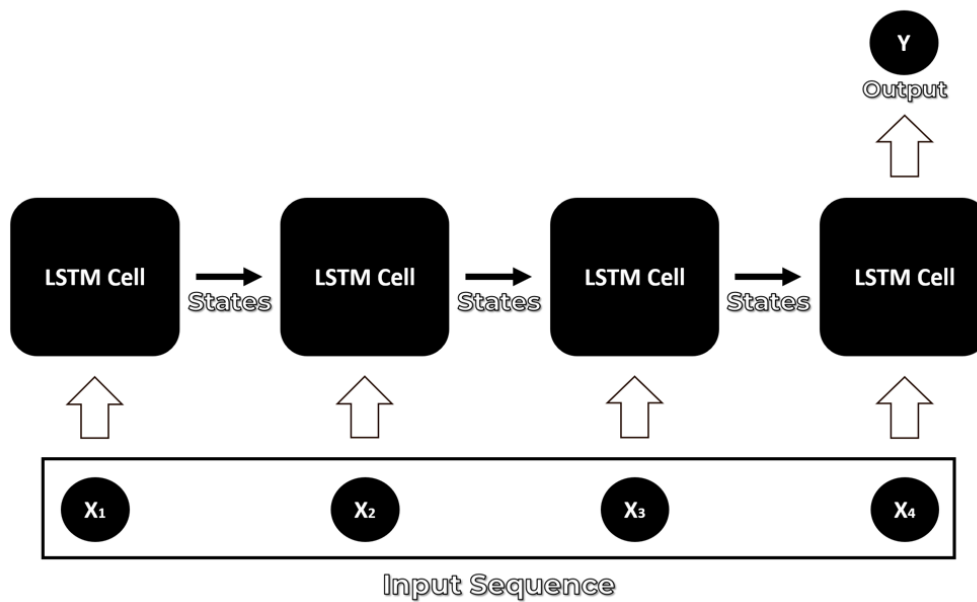 Y
Output
LSTM Cell
LSTM Cell
LSTM Cell
LSTM Cell
States
States
States
X₁
X₂
X₃
X₄
Input Sequence